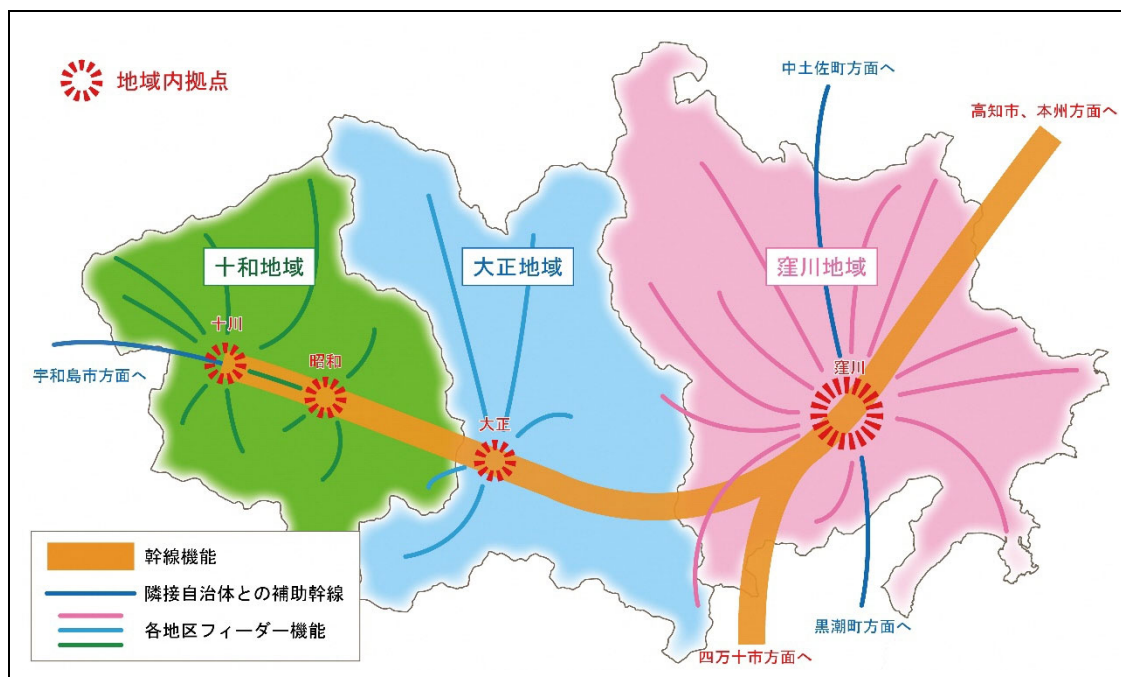 地域内拠点
中土佐町方面へ
高知市、本州方面へ
十和地域
大正地域
窪川地域
十川
昭和
宇和島市方面へ
窪川
大正
幹線機能
隣接自治体との補助幹線
各地区フィーダー機能
黒潮町方面へ
四万十市方面へ